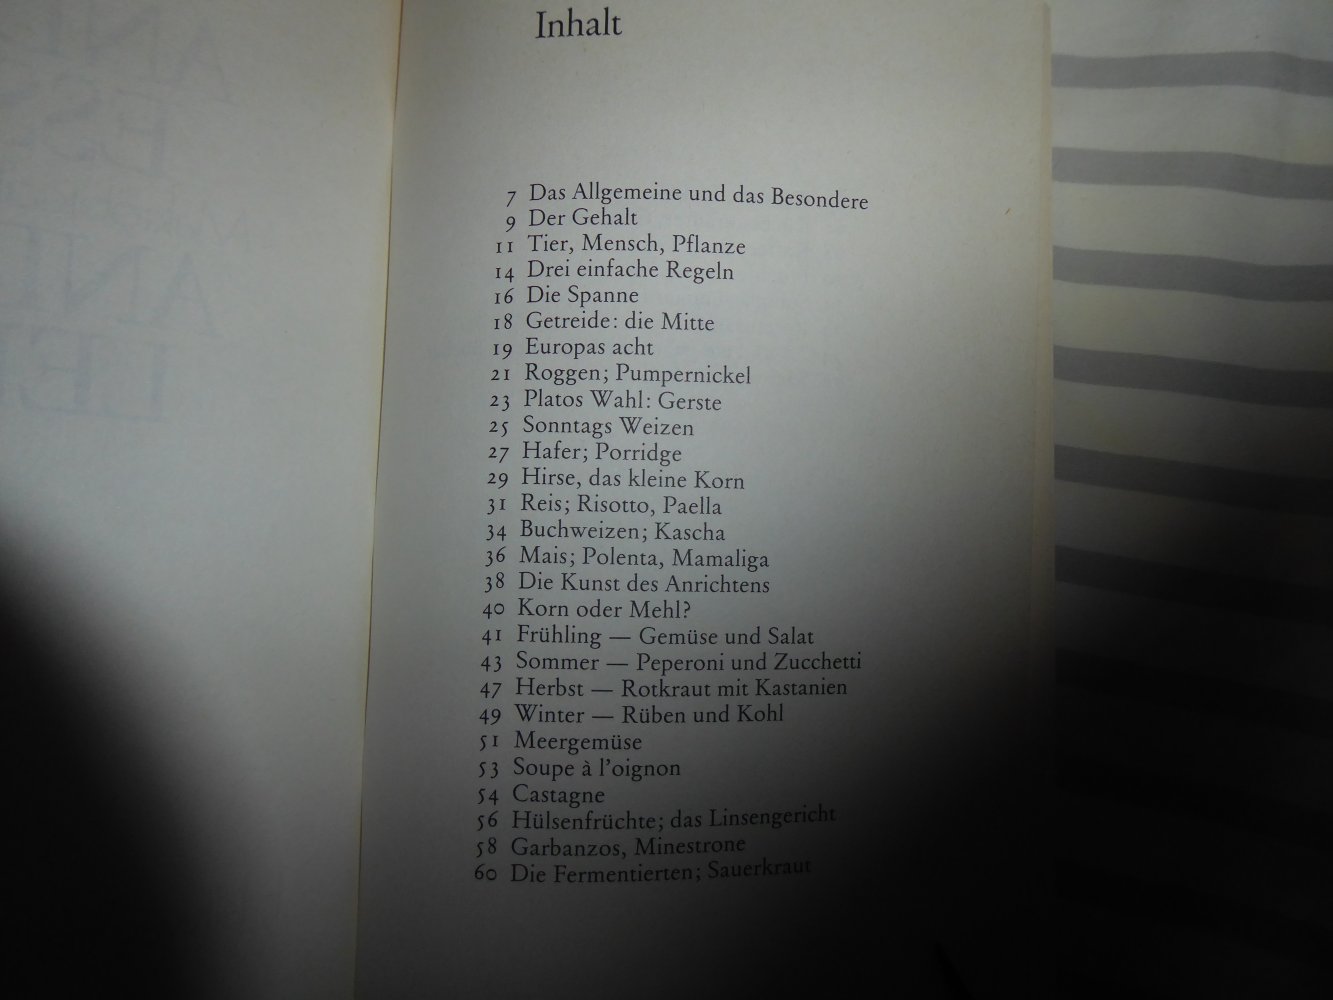 Inhalt
7 Das Allgemeine und das Besondere
9 Der Gehalt
11 Tier, Mensch, Pflanze
14 Drei einfache Regeln
16 Die Spanne
18 Getreide: die Mitte
19 Europas acht
21 Roggen; Pumpernickel
23 Platos Wahl: Gerste
25 Sonntags Weizen
27 Hafer; Porridge
29 Hirse, das kleine Korn
31 Reis; Risotto, Paella
34 Buchweizen; Kascha
36 Mais; Polenta, Mamaliga
38 Die Kunst des Anrichtens
40 Korn oder Mehl?
41 Frühling — Gemüse und Salat
43 Sommer — Peperoni und Zucchetti
47 Herbst — Rotkraut mit Kastanien
49 Winter — Rüben und Kohl
51 Meergemüse
53 Soupe à l'oignon
54 Castagne
56 Hülsenfrüchte; das Linsengericht
58 Garbanzos, Minestrone
60 Die Fermentierten; Sauerkraut